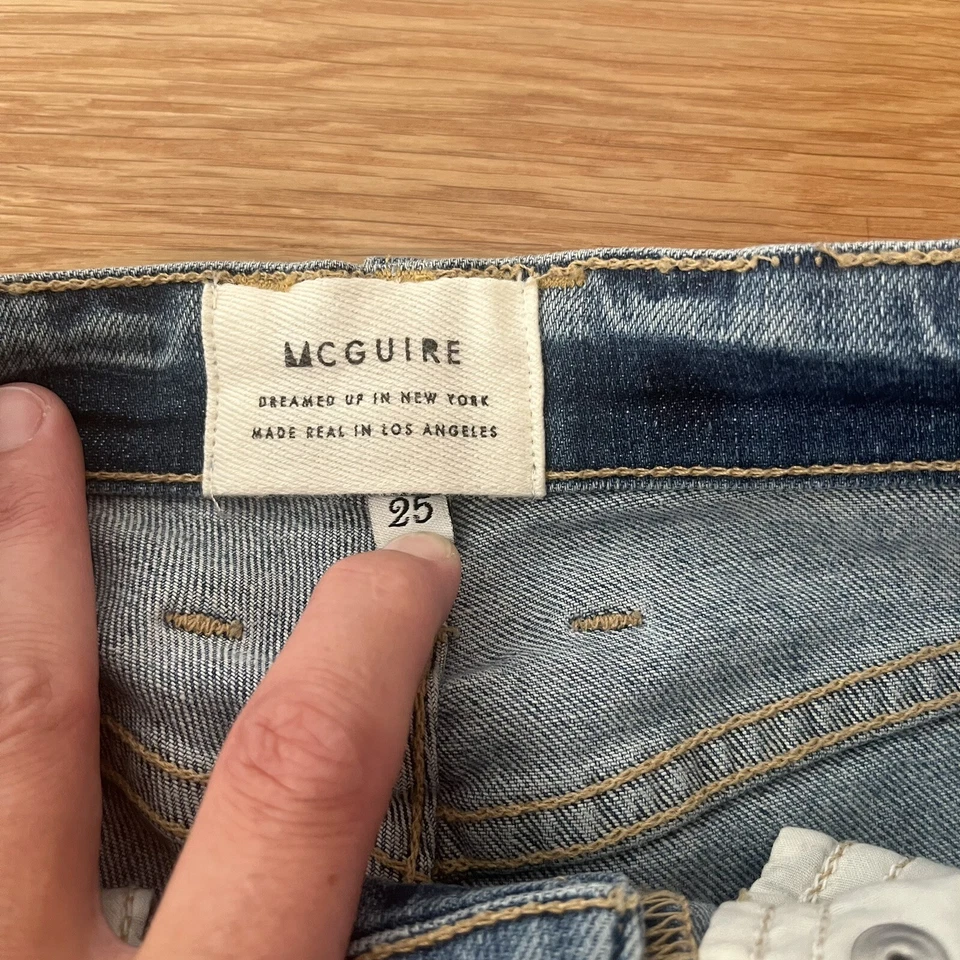 MCGUIRE
DREAMED UP IN NEW YORK
MADE REAL IN LOS ANGELES
25